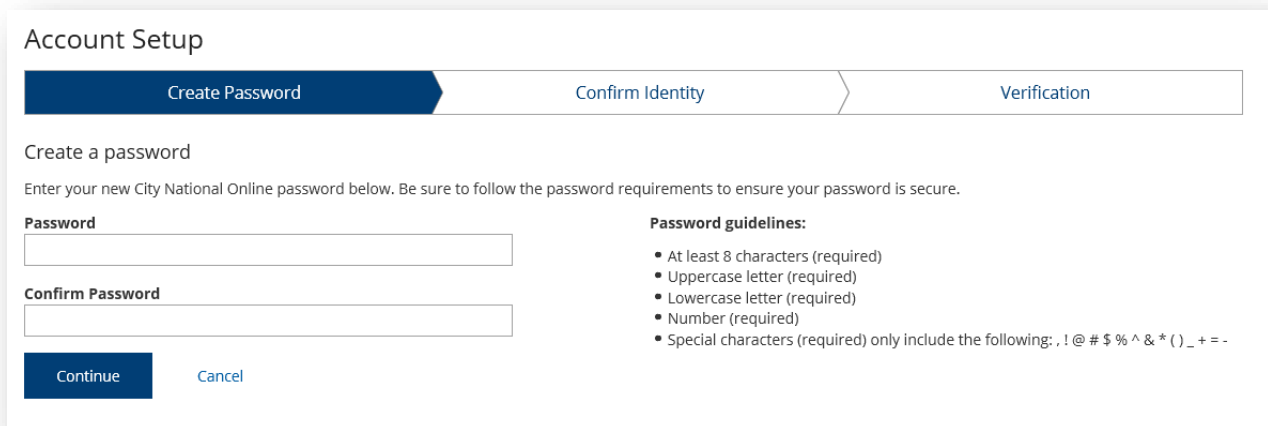 Account Setup
Create Password
Confirm Identity
Verification
Create a password
Enter your new City National Online password below. Be sure to follow the password requirements to ensure your password is secure.
Password
Confirm Password
Continue
Cancel
Password guidelines:
• At least 8 characters (required)
• Uppercase letter (required)
• Lowercase letter (required)
• Number (required)
• Special characters (required) only include the following: , ! @ # $ % ^ & * ( ) _ + = -